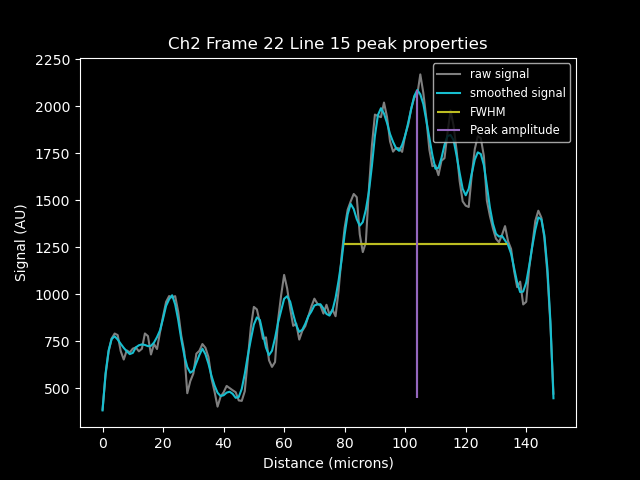 Ch2 Frame 22 Line 15 peak properties
raw signal
smoothed signal
FWHM
Peak amplitude
2250
2000
1750
1500
1250
1000
750
500
Signal (AU)
0 20 40 60 80 100 120 140
Distance (microns)